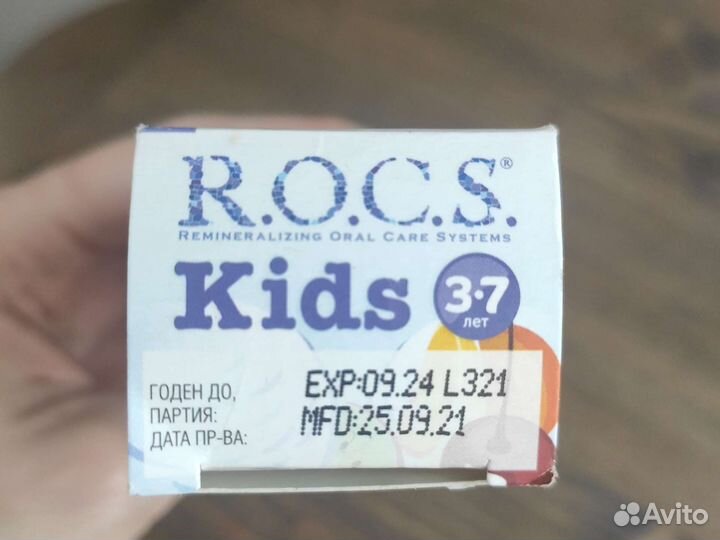 R.O.C.S.®
REMINERALIZING ORAL CARE SYSTEMS
Kids 3-7
лет
ГОДЕН ДО, EXP:09.24 L321
ПАРТИЯ: MFD:25.09.21
ДАТА ПР-ВА:
Avito